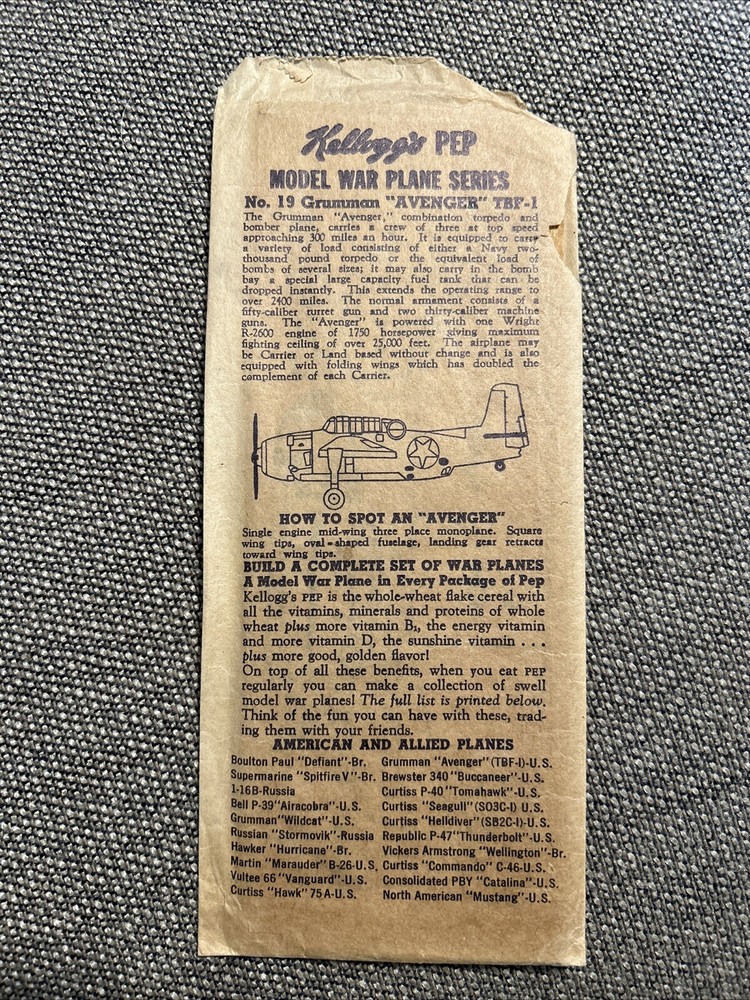 Kellogg's PEP
MODEL WAR PLANE SERIES
No. 19 Grumman "AVENGER" TBF-1
The Grumman "Avenger," combination torpedo and
bomber plane, carries a crew of three at top speed
approaching 300 miles an hour. It is equipped to carry
a variety of load consisting of either a Navy two-
thousand pound torpedo or the equivalent load of
bombs of several sizes; it may also carry in the bomb
bay a special large capacity fuel tank that can be
dropped instantly. This extends the operating range to
over 2400 miles. The normal armament consists of a
fifty-caliber turret gun and two thirty-caliber machine
guns. The "Avenger" is powered with one Wright
R-2600 engine of 1750 horsepower giving maximum
fighting ceiling of over 25,000 feet. The airplane may
be Carrier or Land based without change and is also
equipped with folding wings which has doubled the
complement of each Carrier.
HOW TO SPOT AN "AVENGER"
Single engine mid-wing three place monoplane. Square
wing tips, oval-shaped fuselage, landing gear retracts
toward wing tips.
BUILD A COMPLETE SET OF WAR PLANES
A Model War Plane in Every Package of Pep
Kellogg's PEP is the whole-wheat flake cereal with
all the vitamins, minerals and proteins of whole
wheat plus more vitamin B₁, the energy vitamin
and more vitamin D, the sunshine vitamin . . .
plus more good, golden flavor!
On top of all these benefits, when you eat PEP
regularly you can make a collection of swell
model war planes! The full list is printed below.
Think of the fun you can have with these, trad-
ing them with your friends.
AMERICAN AND ALLIED PLANES
Boulton Paul "Defiant"-Br.
Supermarine "Spitfire V"-Br.
1-16B-Russia
Bell P-39 "Airacobra"-U.S.
Grumman "Wildcat"-U.S.
Russian "Stormovik"-Russia
Hawker "Hurricane"-Br.
Martin "Marauder" B-26-U.S.
Vultee 66 "Vanguard"-U.S.
Curtiss "Hawk" 75A-U.S.
Grumman "Avenger" (TBF-I)-U.S.
Brewster 340 "Buccaneer"-U.S.
Curtiss P-40 "Tomahawk"-U.S.
Curtiss "Seagull" (SO3C-I) U.S.
Curtiss "Helldiver" (SB2C-I)-U.S.
Republic P-47 "Thunderbolt"-U.S.
Vickers Armstrong "Wellington"-Br.
Curtiss "Commando" C-46-U.S.
Consolidated PBY "Catalina"-U.S.
North American "Mustang"-U.S.